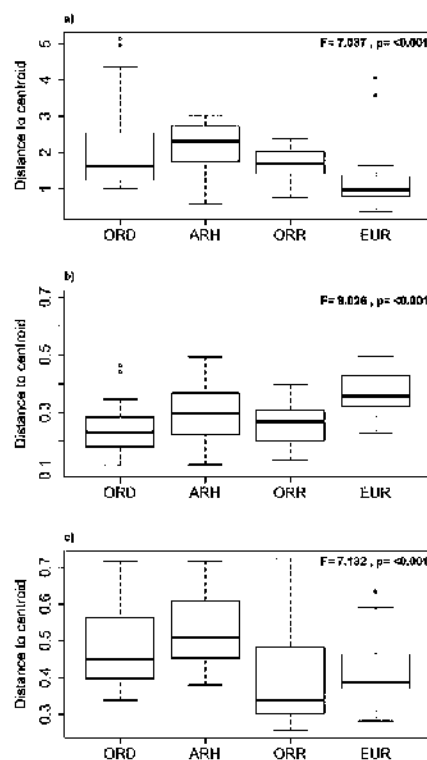 a)
F= 7.037 , p= <0.001
Distance to centroid
5
4
3
2
1
ORD ARH ORR EUR
b)
F= 9.026 , p= <0.001
Distance to centroid
0.7
0.5
0.3
0.1
ORD ARH ORR EUR
c)
F= 7.132 , p= <0.001
Distance to centroid
0.7
0.6
0.5
0.4
0.3
ORD ARH ORR EUR